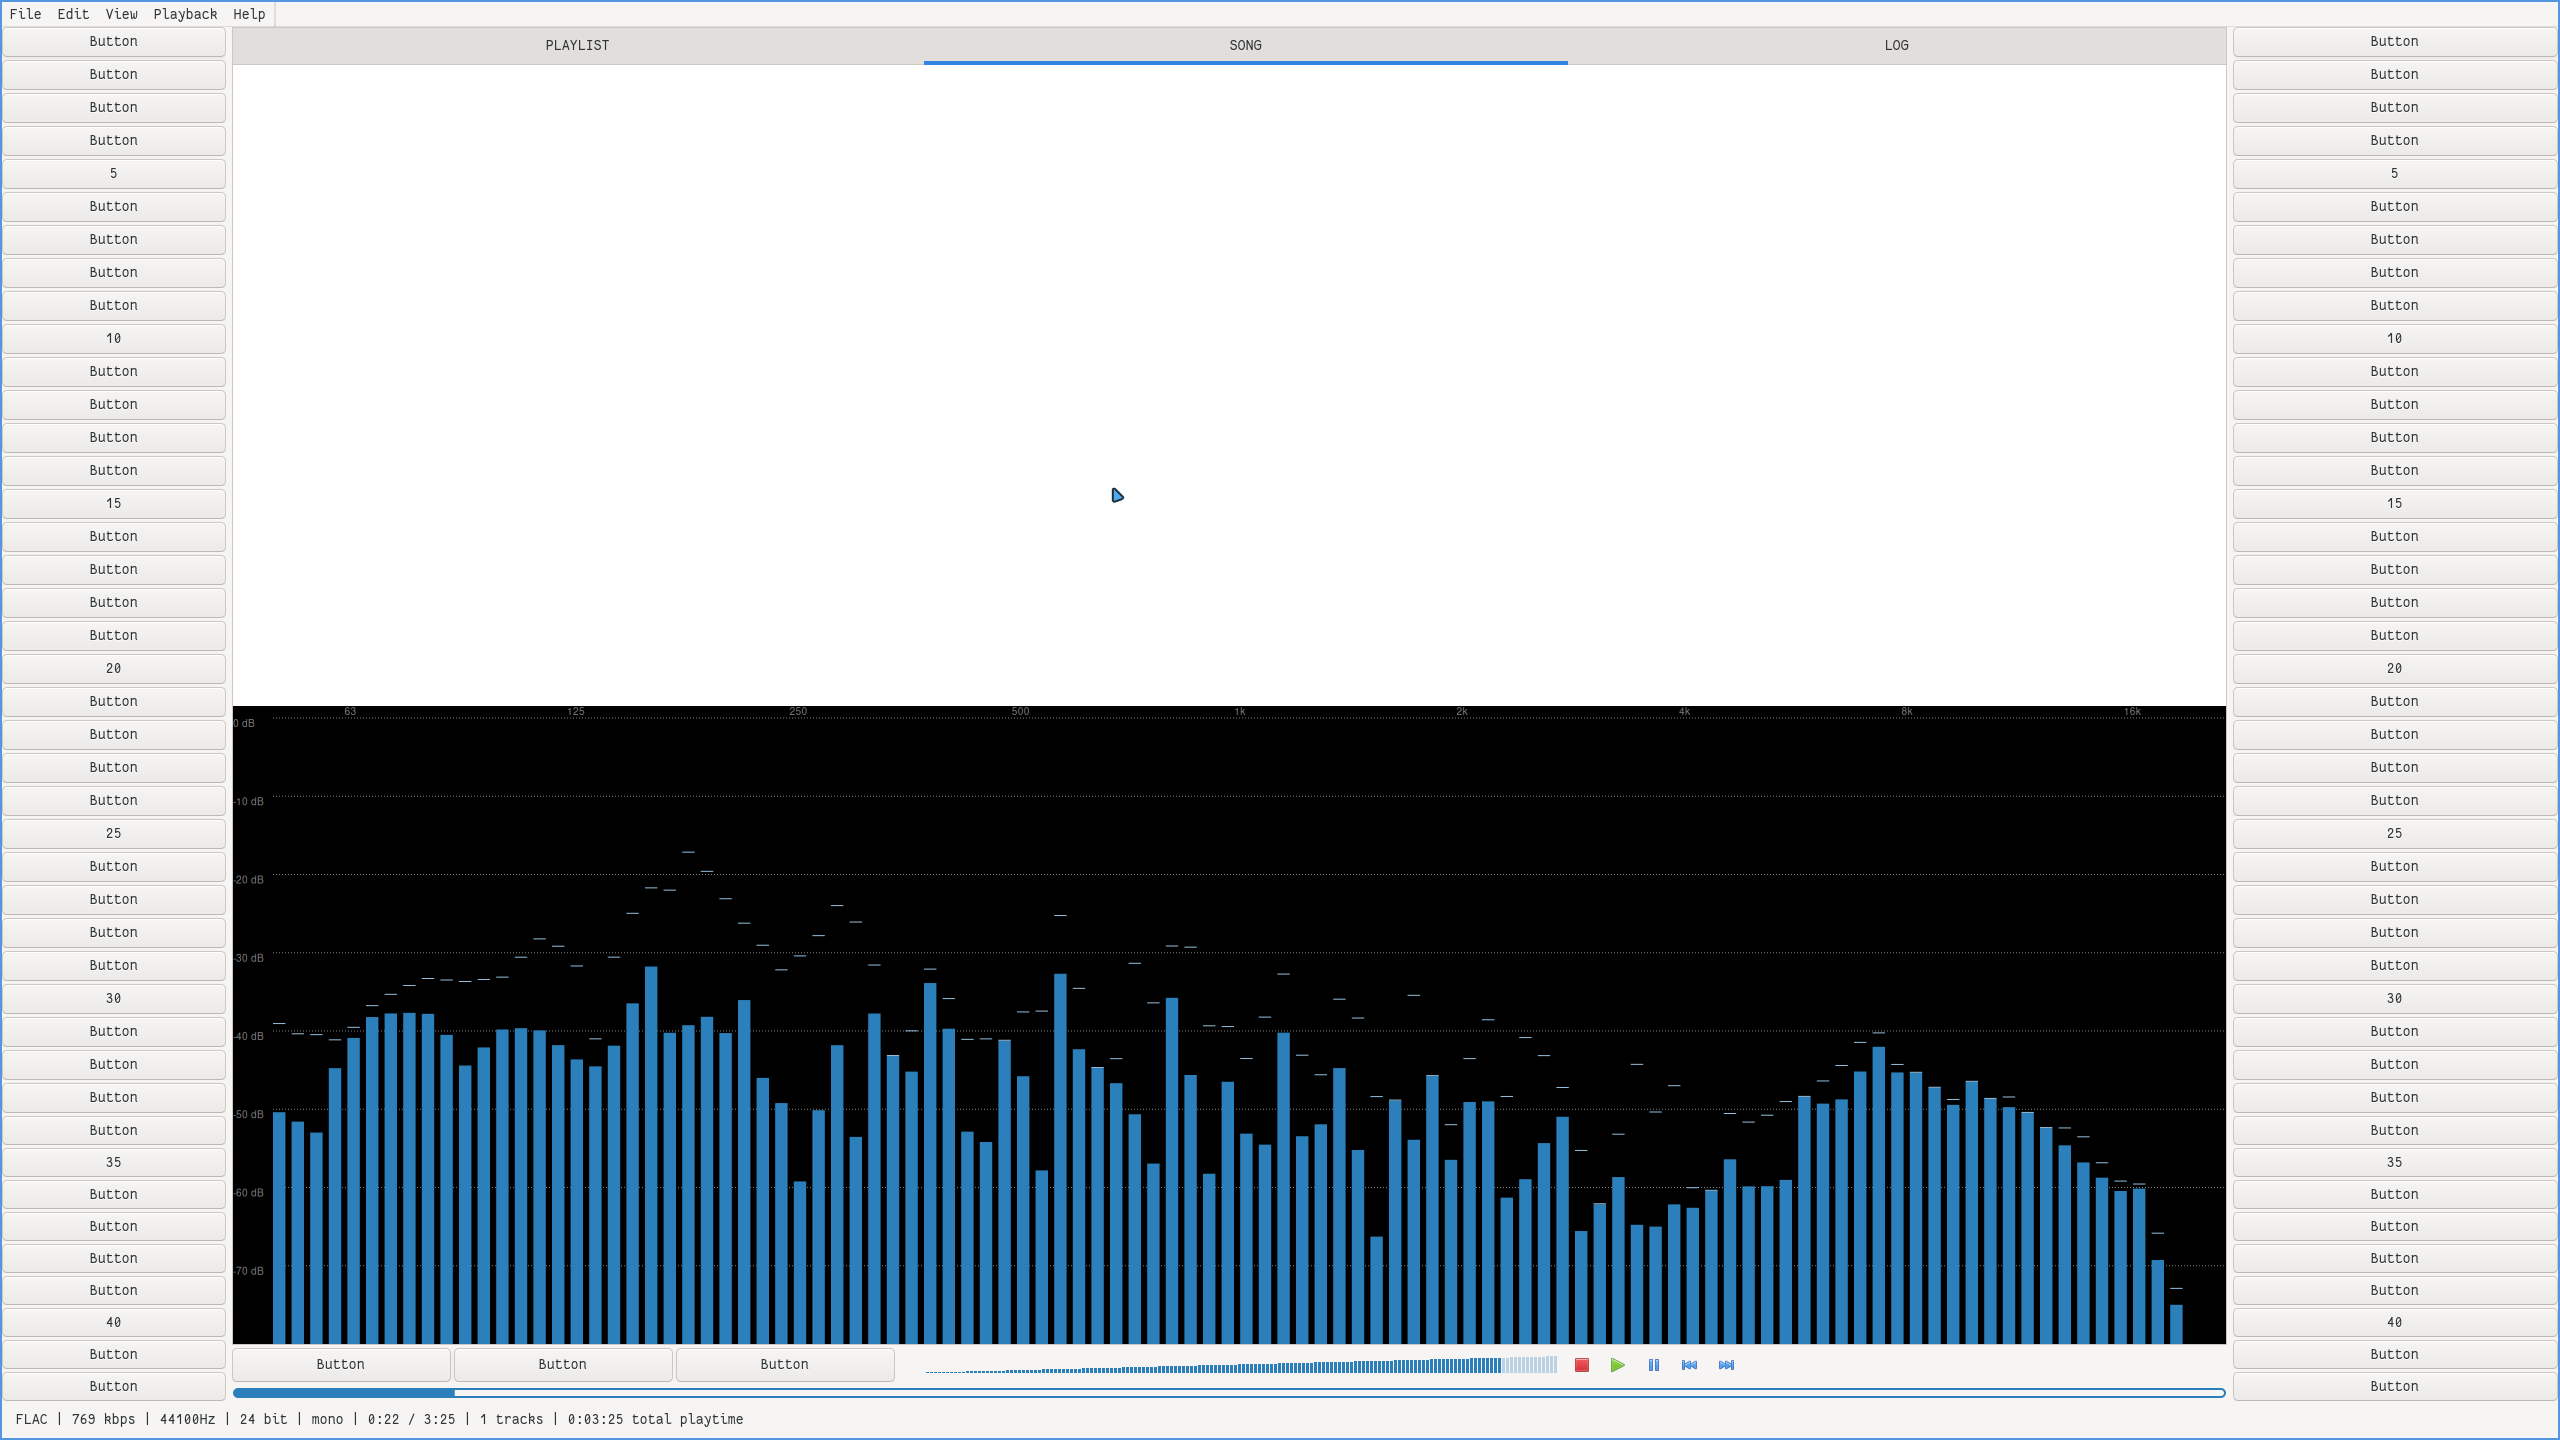 File Edit View Playback Help
PLAYLIST SONG LOG
Button
Button
Button
Button
5
Button
Button
Button
Button
10
Button
Button
Button
Button
15
Button
Button
Button
Button
20
Button
Button
Button
Button
25
Button
Button
Button
Button
30
Button
Button
Button
Button
35
Button
Button
Button
Button
40
Button
Button
63 125 250 500 1k 2k 4k 8k 16k
0 dB
-10 dB
-20 dB
-30 dB
-40 dB
-50 dB
-60 dB
-70 dB
Button Button Button
Button
Button
Button
Button
5
Button
Button
Button
Button
10
Button
Button
Button
Button
15
Button
Button
Button
Button
20
Button
Button
Button
Button
25
Button
Button
Button
Button
30
Button
Button
Button
Button
35
Button
Button
Button
Button
40
Button
Button
FLAC | 769 kbps | 44100Hz | 24 bit | mono | 0:22 / 3:25 | 1 tracks | 0:03:25 total playtime